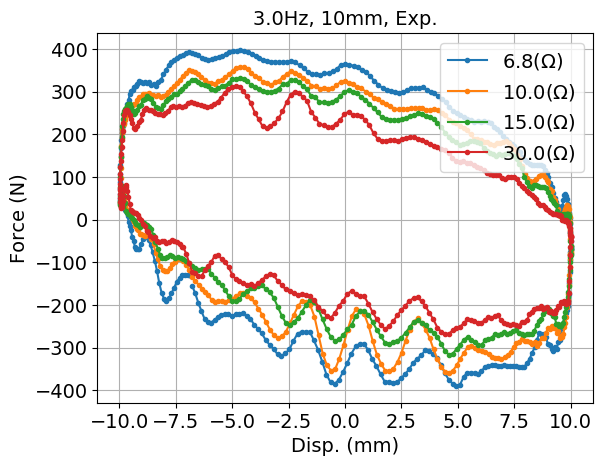 3.0Hz, 10mm, Exp.
6.8(Ω)
10.0(Ω)
15.0(Ω)
30.0(Ω)
400
300
200
100
0
−100
−200
−300
−400
Force (N)
−10.0 −7.5 −5.0 −2.5 0.0 2.5 5.0 7.5 10.0
Disp. (mm)